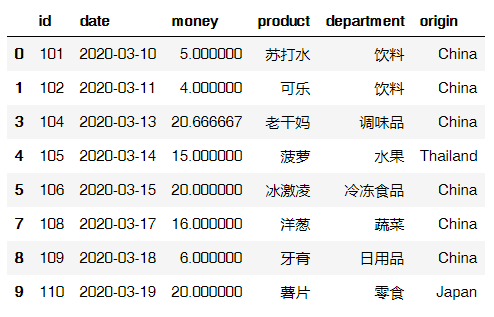 id date money product department origin
0 101 2020-03-10 5.000000 苏打水 饮料 China
1 102 2020-03-11 4.000000 可乐 饮料 China
3 104 2020-03-13 20.666667 老干妈 调味品 China
4 105 2020-03-14 15.000000 菠萝 水果 Thailand
5 106 2020-03-15 20.000000 冰激凌 冷冻食品 China
7 108 2020-03-17 16.000000 洋葱 蔬菜 China
8 109 2020-03-18 6.000000 牙膏 日用品 China
9 110 2020-03-19 20.000000 薯片 零食 Japan